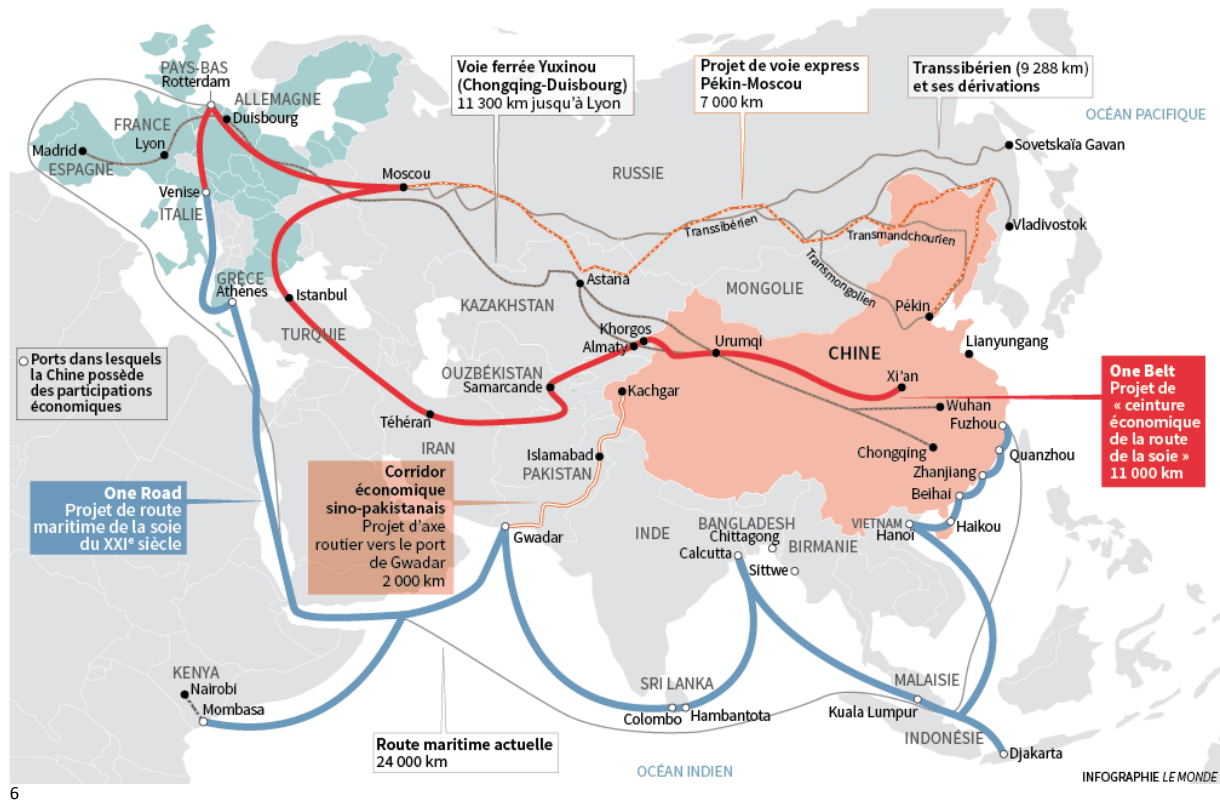 PAYS-BAS
Rotterdam
ALLEMAGNE
Duisbourg
FRANCE
Lyon
Madrid
ESPAGNE
Venise
ITALIE
GRÈCE
Athènes
Istanbul
TURQUIE
Moscou
Voie ferrée Yuxinou
(Chongqing-Duisbourg)
11 300 km jusqu'à Lyon
Projet de voie express
Pékin-Moscou
7 000 km
Transsibérien (9 288 km)
et ses dérivations
OCÉAN PACIFIQUE
Sovetskaïa Gavan
RUSSIE
Vladivostok
Transsibérien
Transmandchourien
Transmongolien
Astana
MONGOLIE
KAZAKHSTAN
Pékin
Khorgos
Almaty
Urumqi
CHINE
Lianyungang
OUZBÉKISTAN
Samarcande
Kachgar
Xi'an
Wuhan
Fuzhou
Téhéran
IRAN
Islamabad
PAKISTAN
Chongqing
Quanzhou
Zhanjiang
Beihai
Haikou
Ports dans lesquels
la Chine possède
des participations
économiques
One Belt
Projet de
« ceinture
économique
de la route
de la soie »
11 000 km
One Road
Projet de route
maritime de la soie
du XXIe siècle
Corridor
économique
sino-pakistanais
Projet d'axe
routier vers le port
de Gwadar
2 000 km
Gwadar
INDE
BANGLADESH
Chittagong
Calcutta
BIRMANIE
Sittwe
VIETNAM
Hanoï
KENYA
Nairobi
Mombasa
SRI LANKA
Colombo
Hambantota
MALAISIE
Kuala Lumpur
INDONÉSIE
Djakarta
Route maritime actuelle
24 000 km
OCÉAN INDIEN
INFOGRAPHIE LE MONDE
6